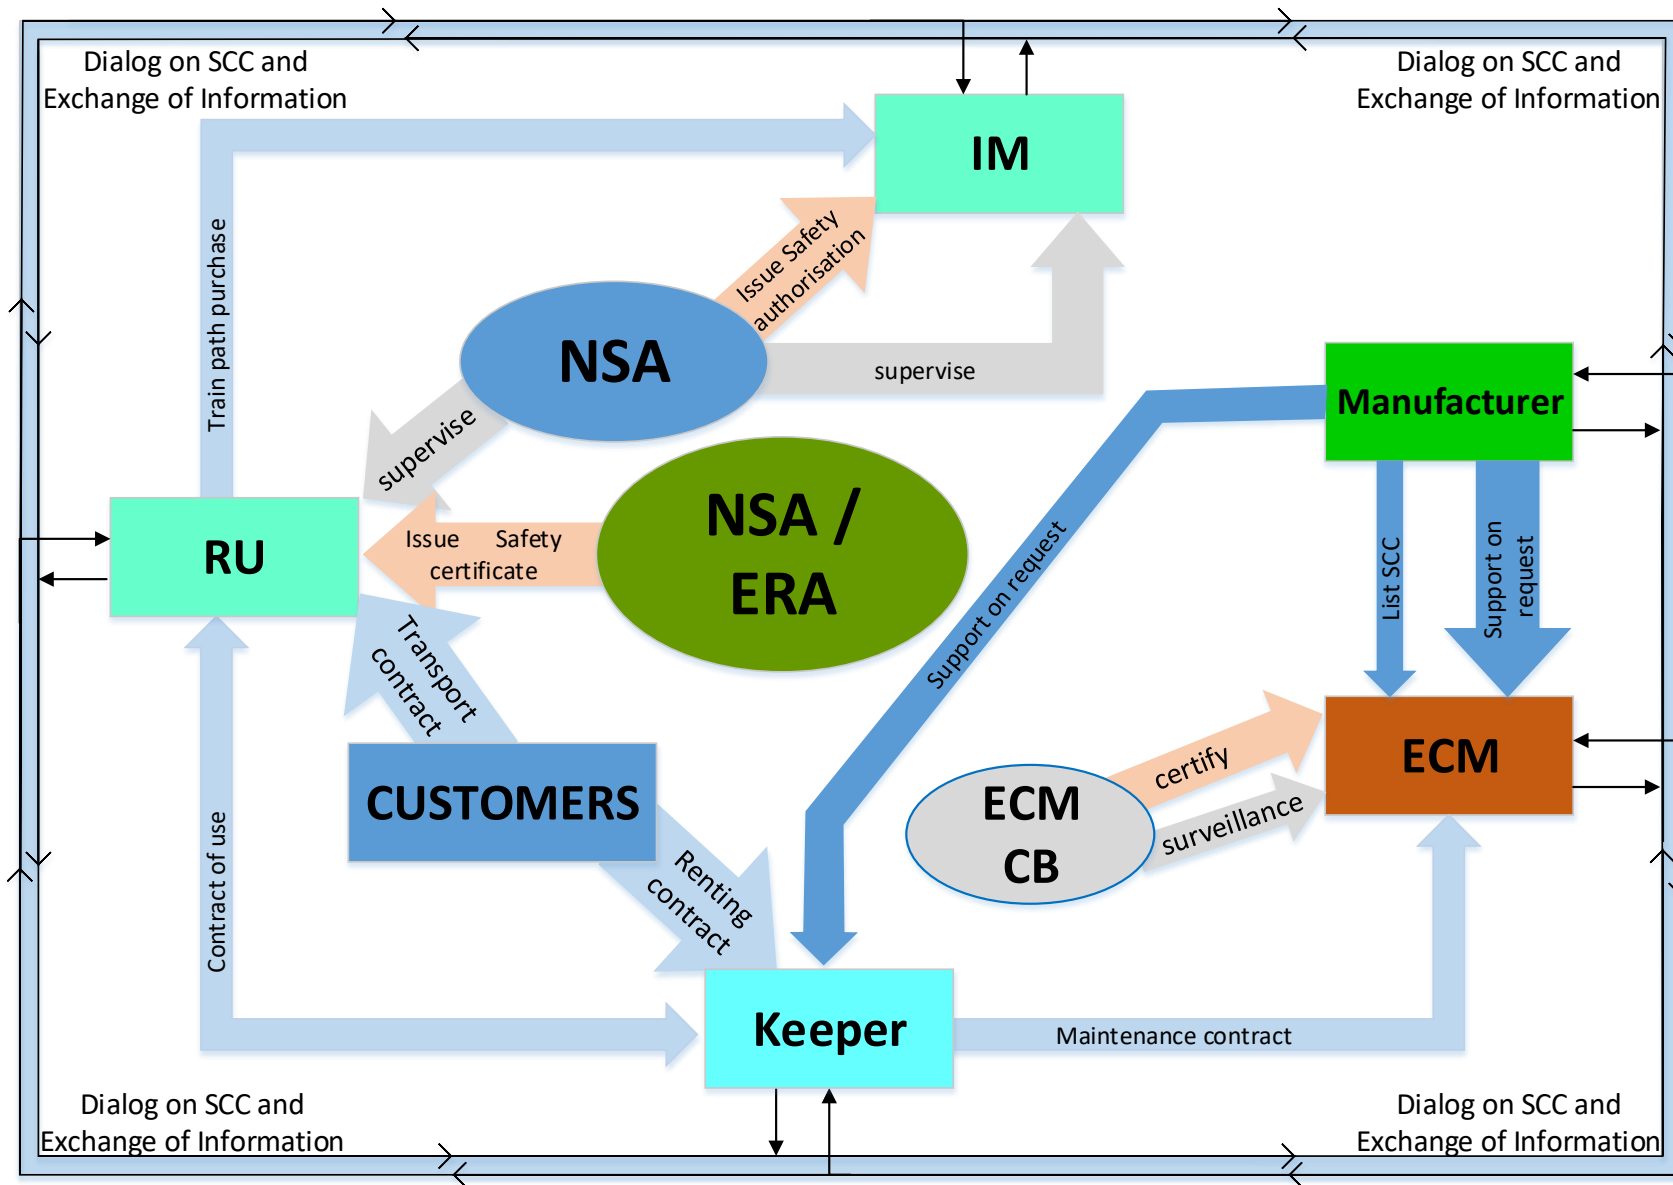 Dialog on SCC and
Exchange of Information
Dialog on SCC and
Exchange of Information
IM
Train path purchase
Issue Safety
authorisation
NSA
supervise
supervise
Manufacturer
NSA /
ERA
RU
Issue Safety
certificate
Support on request
List SCC
Support on
request
Transport
contract
CUSTOMERS
ECM
certify
ECM
CB
surveillance
Renting
contract
Contract of use
Keeper
Maintenance contract
Dialog on SCC and
Exchange of Information
Dialog on SCC and
Exchange of Information